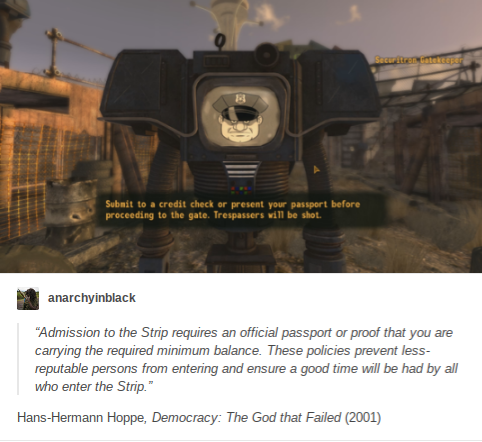 Securitron Gatekeeper
Submit to a credit check or present your passport before
proceeding to the gate. Trespassers will be shot.
anarchyinblack
“Admission to the Strip requires an official passport or proof that you are
carrying the required minimum balance. These policies prevent less-
reputable persons from entering and ensure a good time will be had by all
who enter the Strip.”
Hans-Hermann Hoppe, Democracy: The God that Failed (2001)